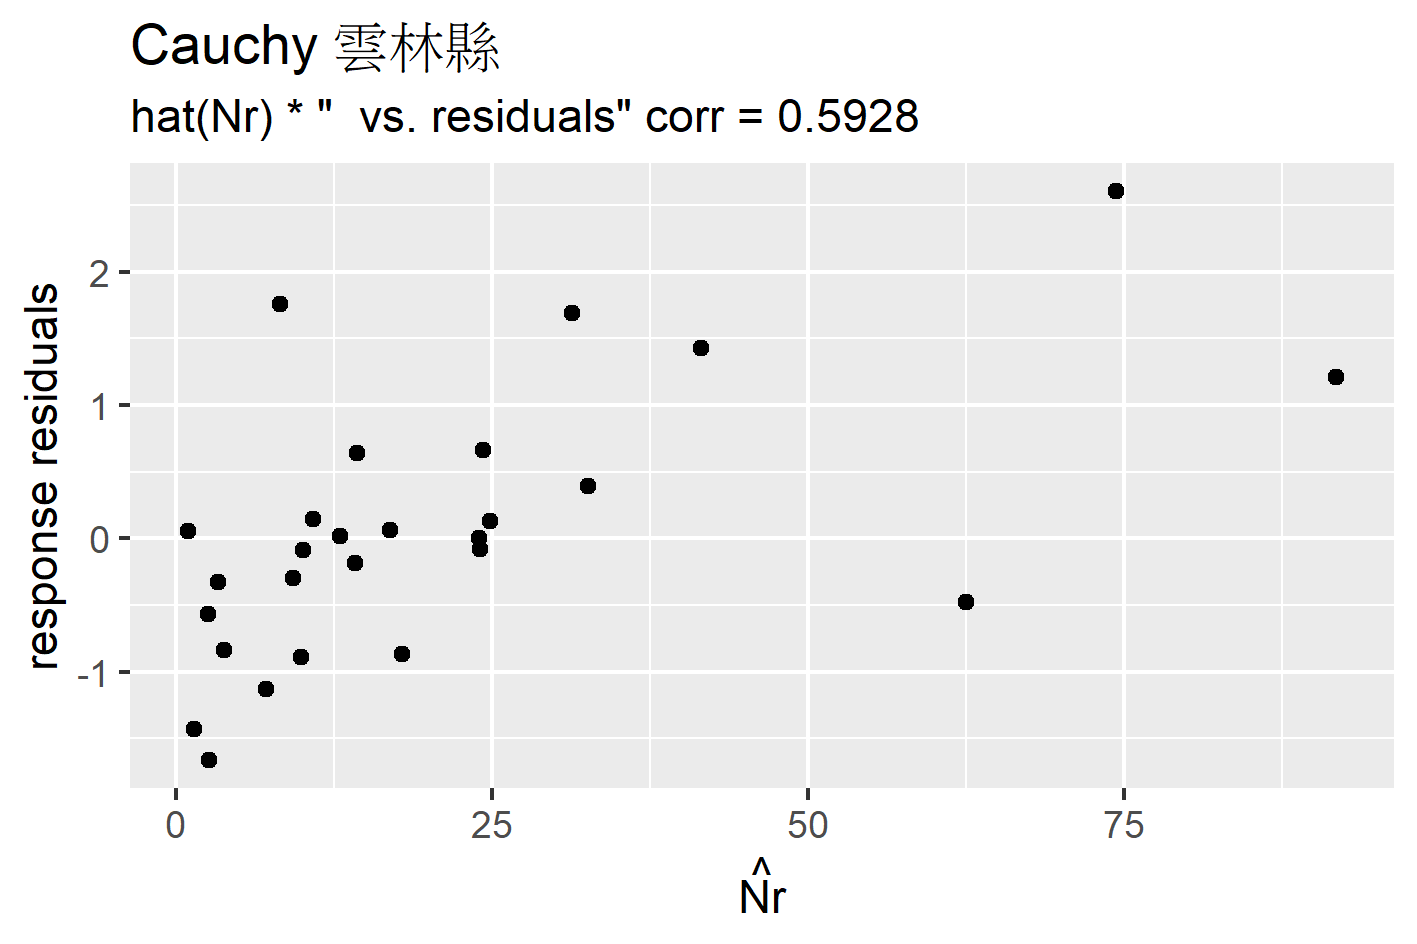 Cauchy 雲林縣
hat(Nr) * "  vs. residuals" corr = 0.5928
response residuals
2
1
0
-1
0
25
50
75
^
Nr